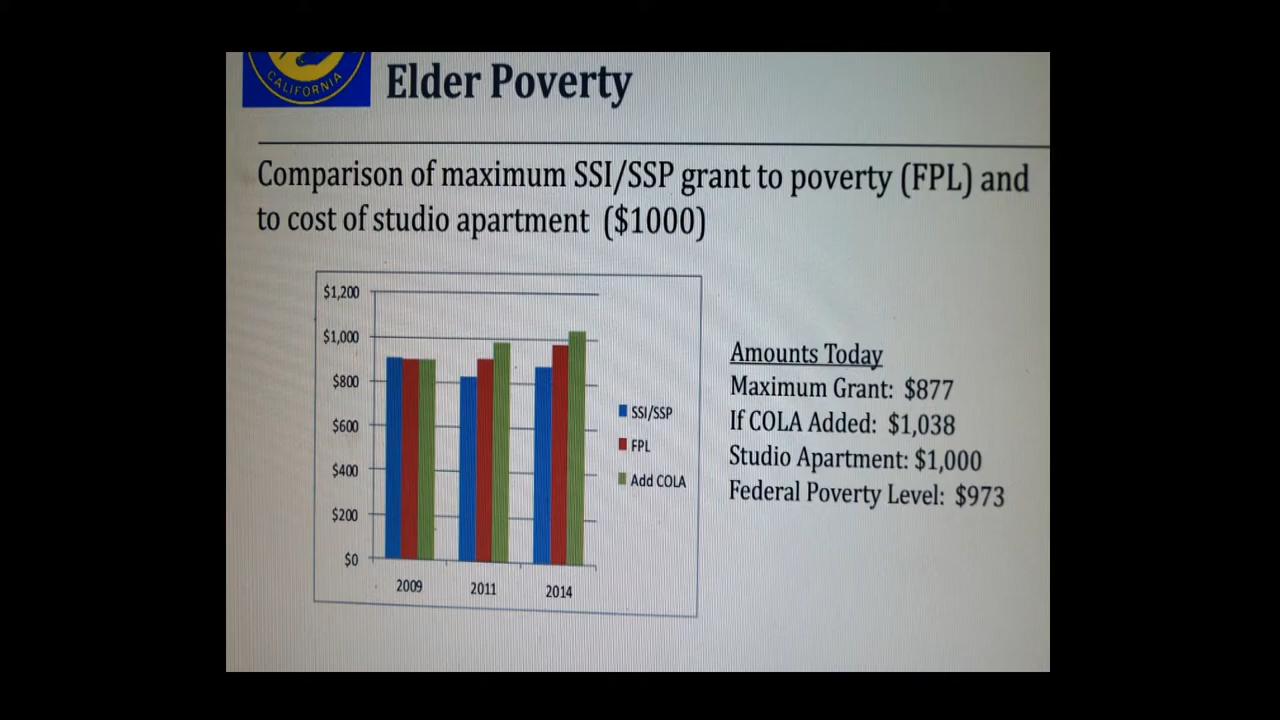 CALIFORNIA
Elder Poverty
Comparison of maximum SSI/SSP grant to poverty (FPL) and
to cost of studio apartment ($1000)
$1,200
$1,000
$800
$600
$400
$200
$0
2009
2011
2014
SSI/SSP
FPL
Add COLA
Amounts Today
Maximum Grant: $877
If COLA Added: $1,038
Studio Apartment: $1,000
Federal Poverty Level: $973